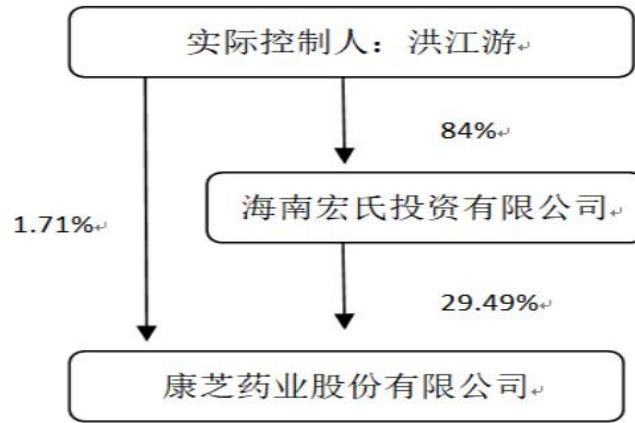 实际控制人：洪江游
84%
海南宏氏投资有限公司
1.71%
29.49%
康芝药业股份有限公司